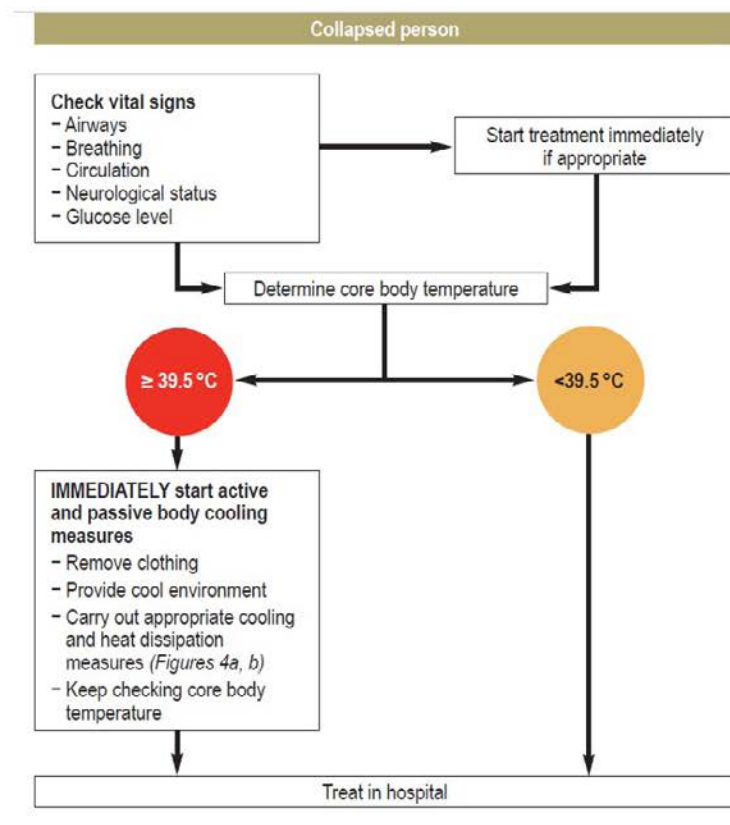 Collapsed person
Check vital signs
– Airways
– Breathing
– Circulation
– Neurological status
– Glucose level
Start treatment immediately
if appropriate
Determine core body temperature
≥ 39.5 °C
<39.5 °C
IMMEDIATELY start active
and passive body cooling
measures
– Remove clothing
– Provide cool environment
– Carry out appropriate cooling
and heat dissipation
measures (Figures 4a, b)
– Keep checking core body
temperature
Treat in hospital